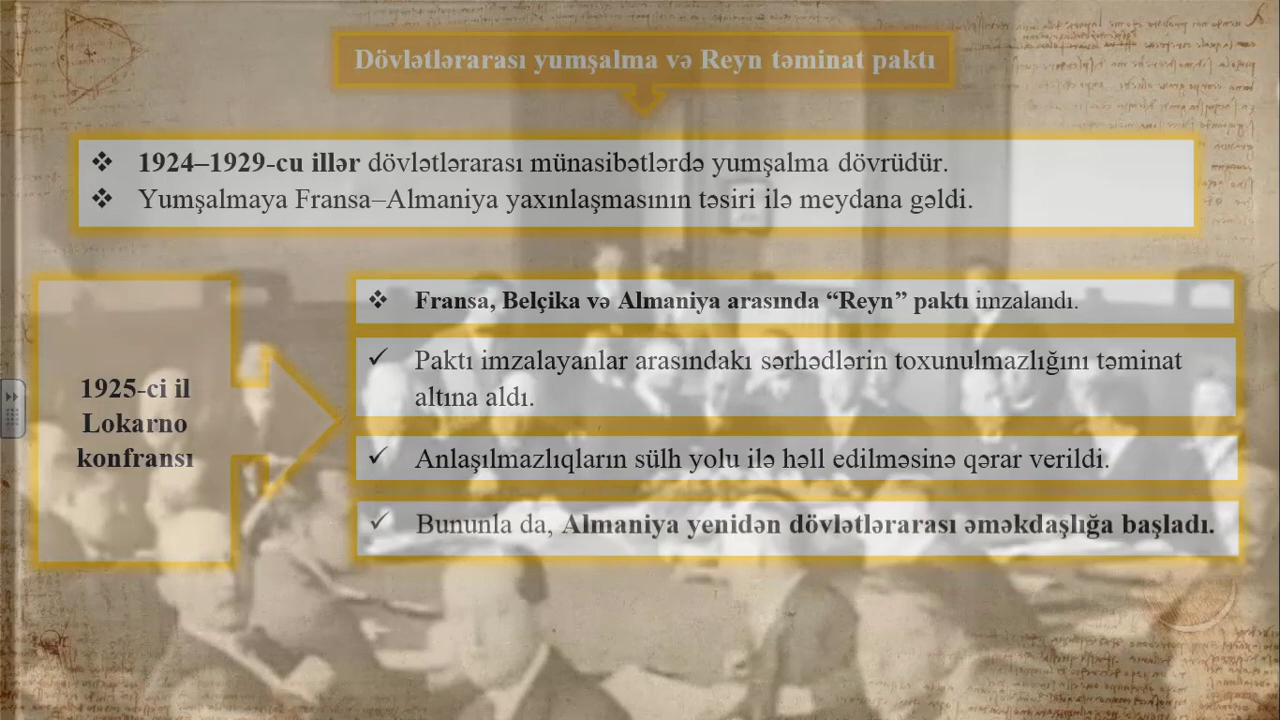 Dövlətlərarası yumşalma və Reyn təminat paktı
❖ 1924–1929-cu illər dövlətlərarası münasibətlərdə yumşalma dövrüdür.
❖ Yumşalmaya Fransa–Almaniya yaxınlaşmasının təsiri ilə meydana gəldi.
1925-ci il
Lokarno
konfransı
❖ Fransa, Belçika və Almaniya arasında “Reyn” paktı imzalandı.
✓ Paktı imzalayanlar arasındakı sərhədlərin toxunulmazlığını təminat
altına aldı.
✓ Anlaşılmazlıqların sülh yolu ilə həll edilməsinə qərar verildi.
✓ Bununla da, Almaniya yenidən dövlətlərarası əməkdaşlığa başladı.